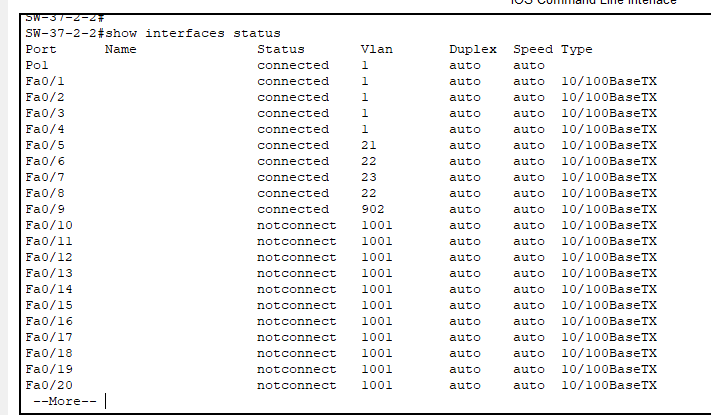 IOS Command Line Interface
SW-37-2-2#
SW-37-2-2#show interfaces status
Port Name Status Vlan Duplex Speed Type
Po1 connected 1 auto auto
Fa0/1 connected 1 auto auto 10/100BaseTX
Fa0/2 connected 1 auto auto 10/100BaseTX
Fa0/3 connected 1 auto auto 10/100BaseTX
Fa0/4 connected 1 auto auto 10/100BaseTX
Fa0/5 connected 21 auto auto 10/100BaseTX
Fa0/6 connected 22 auto auto 10/100BaseTX
Fa0/7 connected 23 auto auto 10/100BaseTX
Fa0/8 connected 22 auto auto 10/100BaseTX
Fa0/9 connected 902 auto auto 10/100BaseTX
Fa0/10 notconnect 1001 auto auto 10/100BaseTX
Fa0/11 notconnect 1001 auto auto 10/100BaseTX
Fa0/12 notconnect 1001 auto auto 10/100BaseTX
Fa0/13 notconnect 1001 auto auto 10/100BaseTX
Fa0/14 notconnect 1001 auto auto 10/100BaseTX
Fa0/15 notconnect 1001 auto auto 10/100BaseTX
Fa0/16 notconnect 1001 auto auto 10/100BaseTX
Fa0/17 notconnect 1001 auto auto 10/100BaseTX
Fa0/18 notconnect 1001 auto auto 10/100BaseTX
Fa0/19 notconnect 1001 auto auto 10/100BaseTX
Fa0/20 notconnect 1001 auto auto 10/100BaseTX
--More--